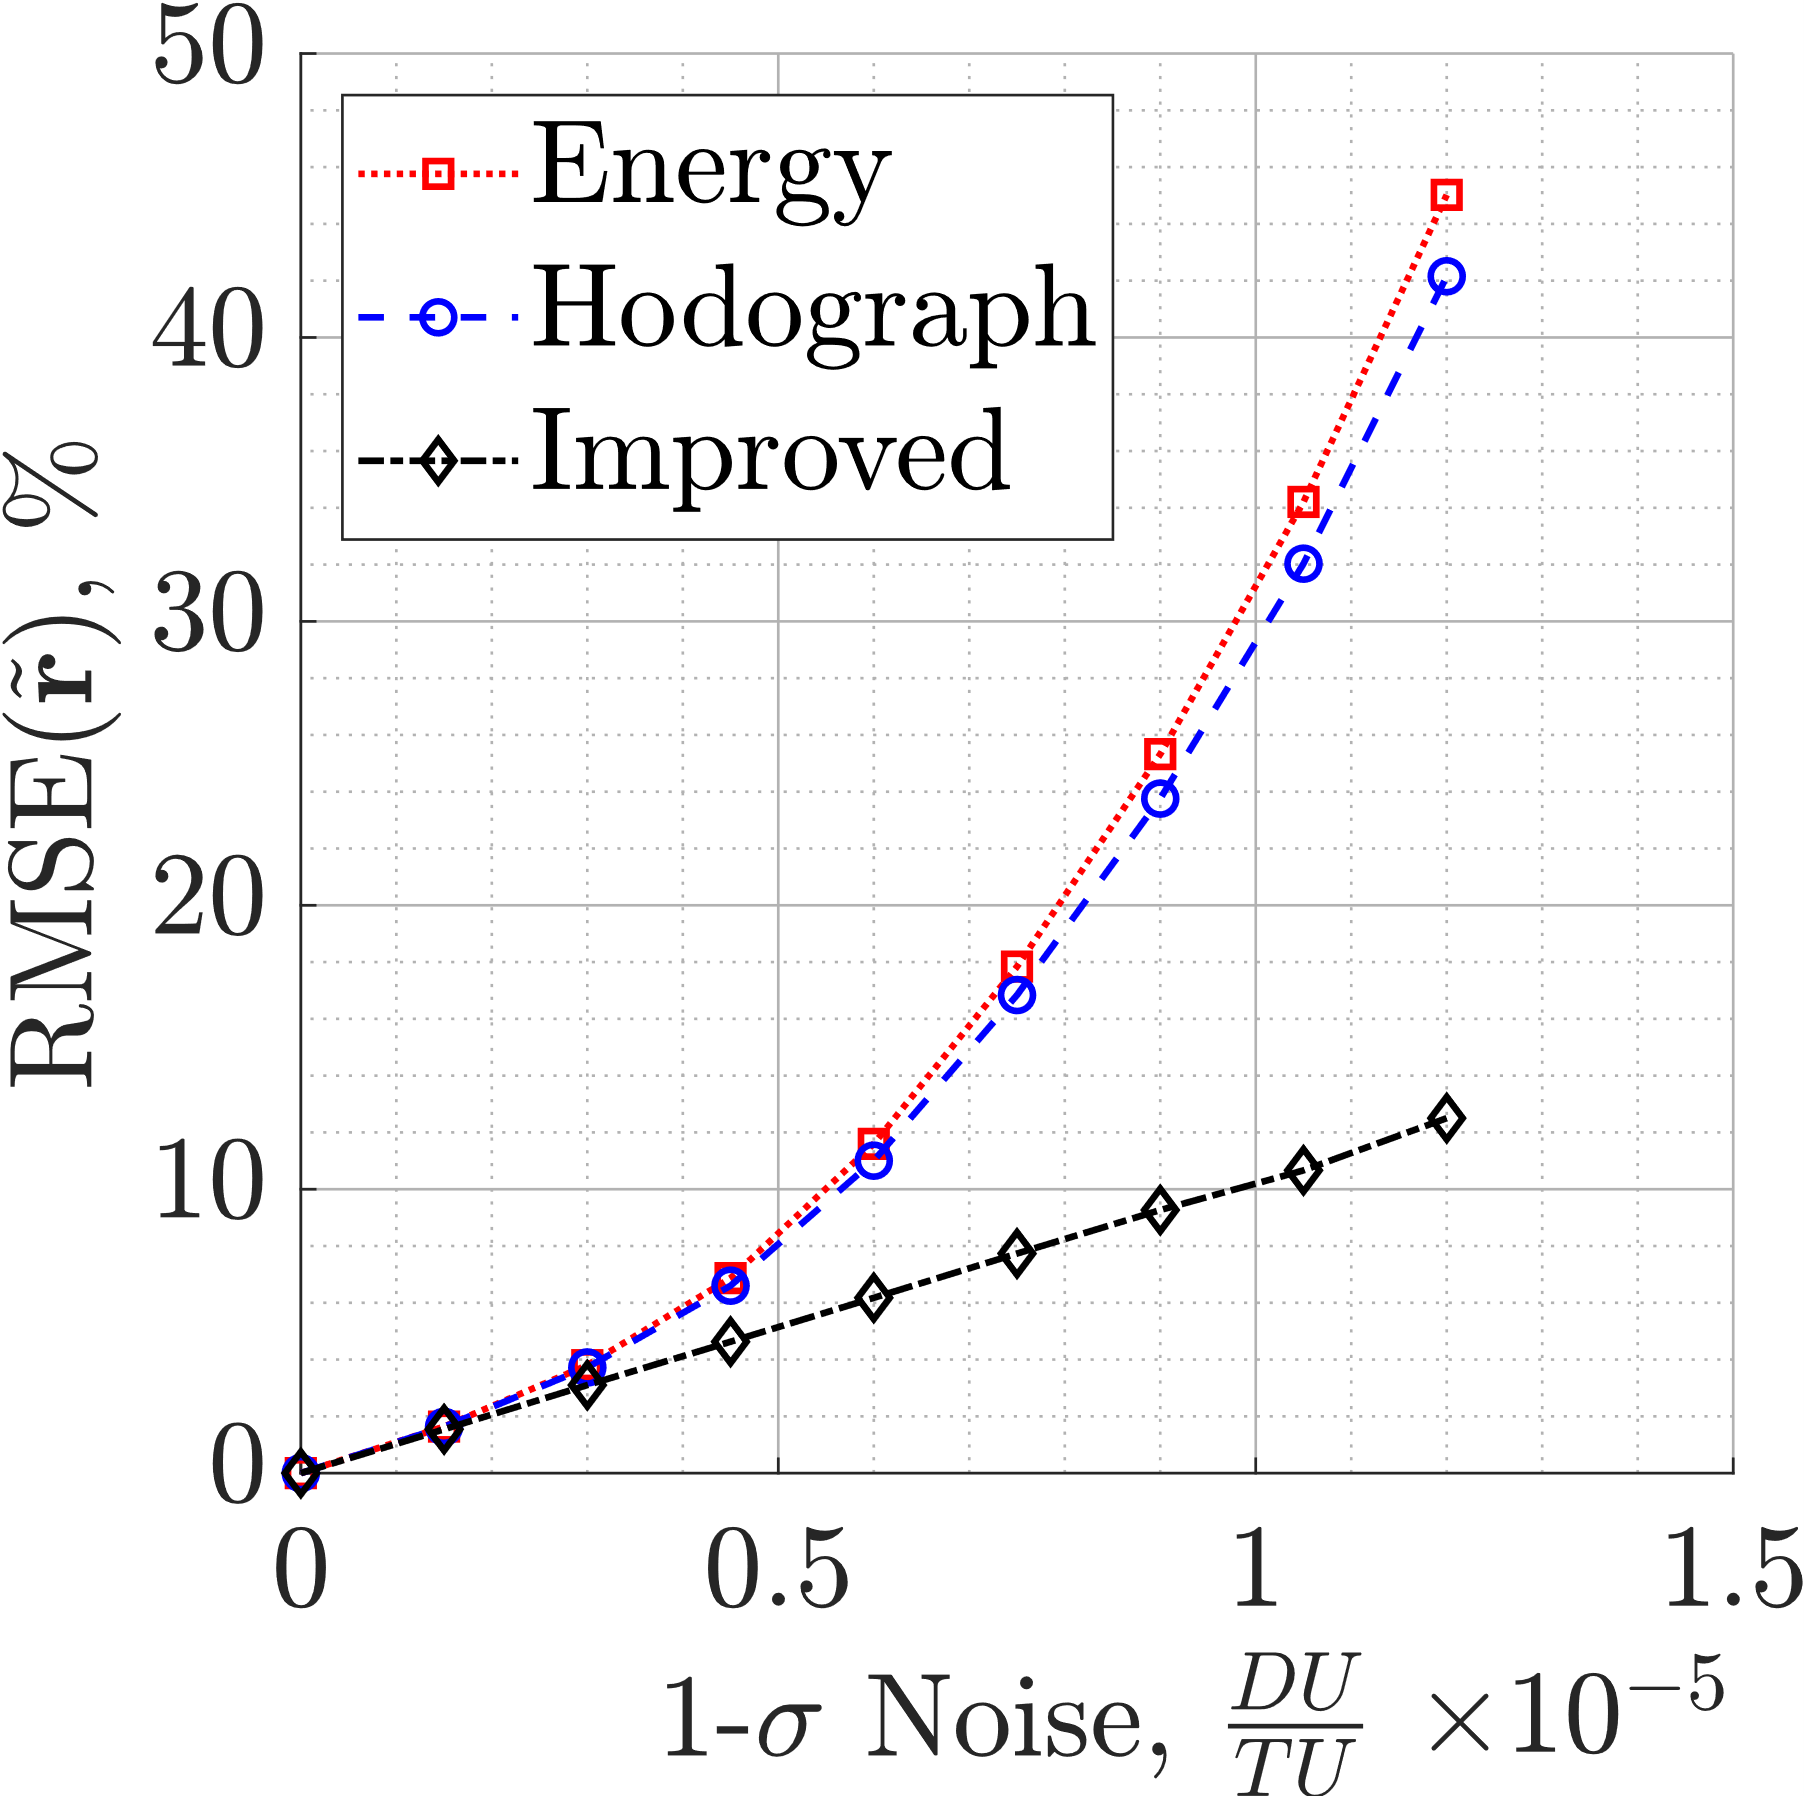 50
40
30
20
10
0
RMSE(r̃), %
Energy
Hodograph
Improved
0 0.5 1 1.5
1-σ Noise, DU/TU ×10⁻⁵